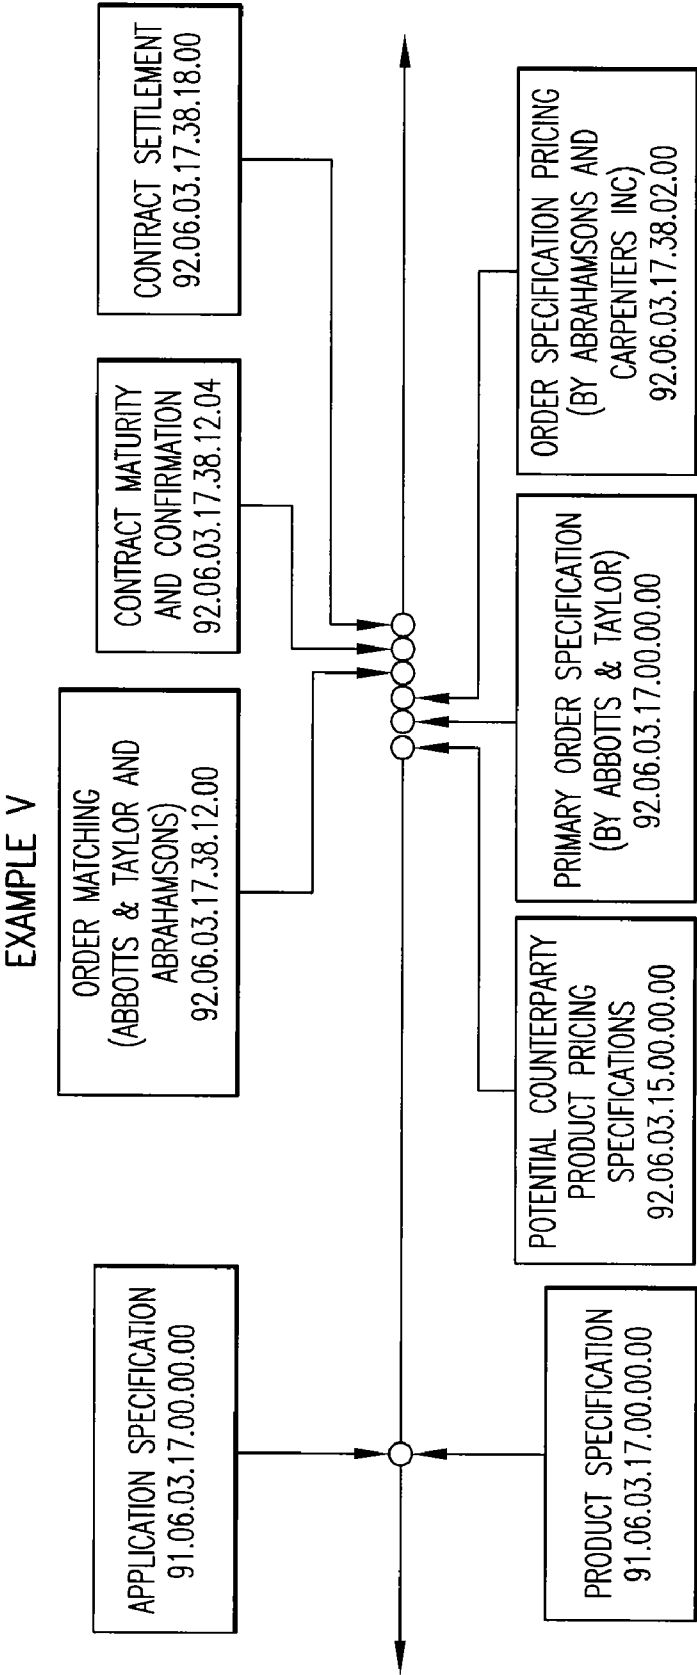 EXAMPLE V
APPLICATION SPECIFICATION
91.06.03.17.00.00.00
ORDER MATCHING
(ABBOTTS & TAYLOR AND
ABRAHAMSONS)
92.06.03.17.38.12.00
CONTRACT MATURITY
AND CONFIRMATION
92.06.03.17.38.12.04
CONTRACT SETTLEMENT
92.06.03.17.38.18.00
PRODUCT SPECIFICATION
91.06.03.17.00.00.00
POTENTIAL COUNTERPARTY
PRODUCT PRICING
SPECIFICATIONS
92.06.03.15.00.00.00
PRIMARY ORDER SPECIFICATION
(BY ABBOTTS & TAYLOR)
92.06.03.17.00.00.00
ORDER SPECIFICATION PRICING
(BY ABRAHAMSONS AND
CARPENTERS INC)
92.06.03.17.38.02.00